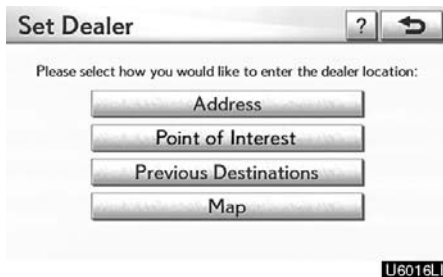 Set Dealer ?
Please select how you would like to enter the dealer location:
Address
Point of Interest
Previous Destinations
Map
U6016L